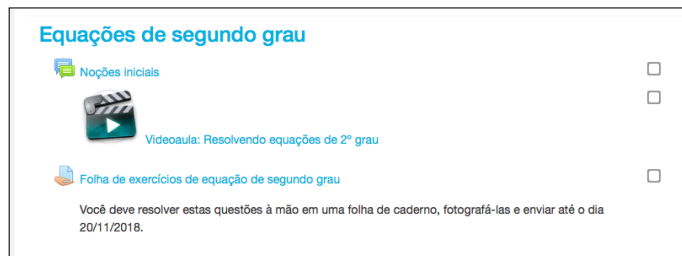 Equações de segundo grau
Noções iniciais
Videoaula: Resolvendo equações de 2º grau
Folha de exercícios de equação de segundo grau
Você deve resolver estas questões à mão em uma folha de caderno, fotografá-las e enviar até o dia
20/11/2018.